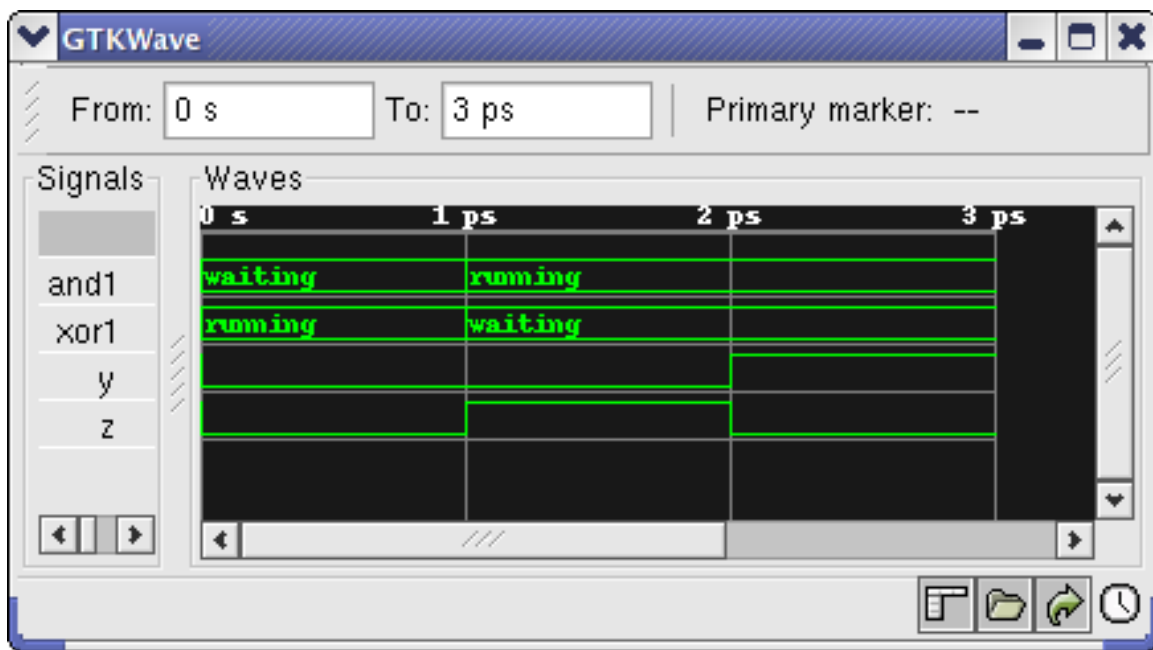 GTKWave
From: 0 s To: 3 ps Primary marker: --
Signals Waves
0 s 1 ps 2 ps 3 ps
and1 waiting running
xor1 running waiting
y
z